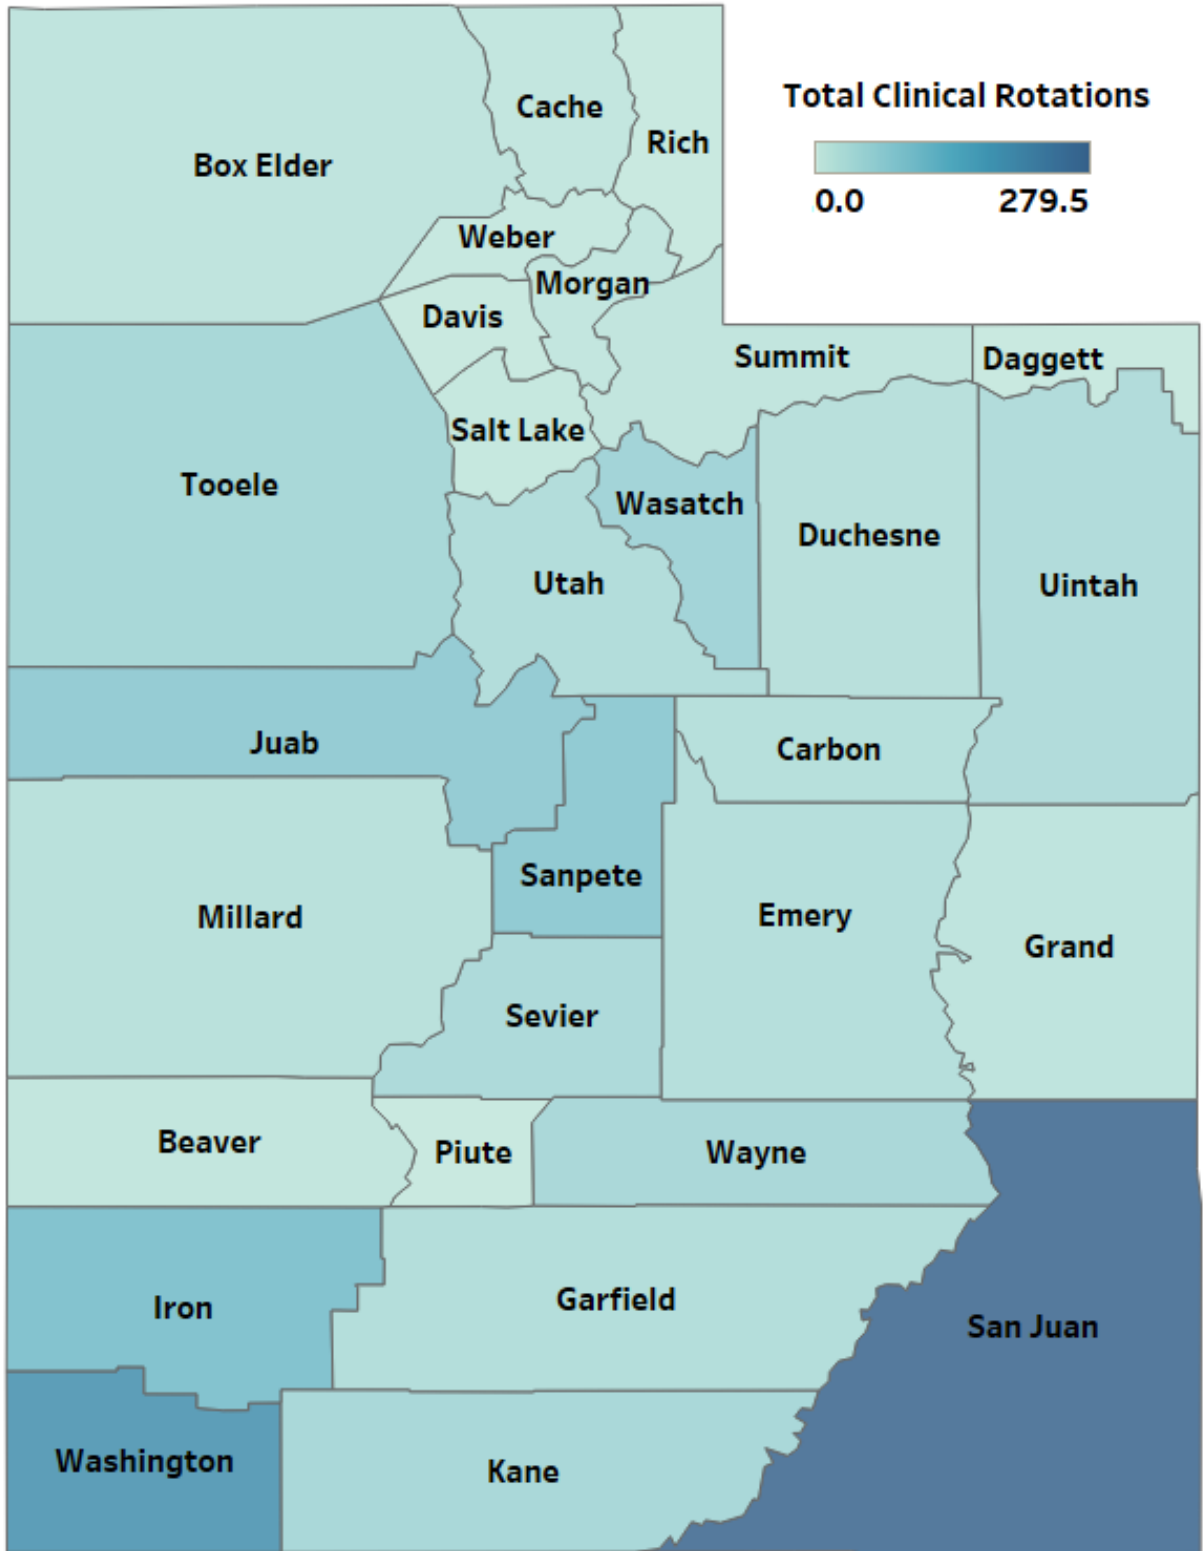 Total Clinical Rotations
0.0 279.5
Cache
Rich
Box Elder
Weber
Morgan
Davis
Summit
Daggett
Salt Lake
Tooele
Wasatch
Duchesne
Utah
Uintah
Juab
Carbon
Sanpete
Millard
Emery
Grand
Sevier
Beaver
Piute
Wayne
Iron
Garfield
San Juan
Washington
Kane